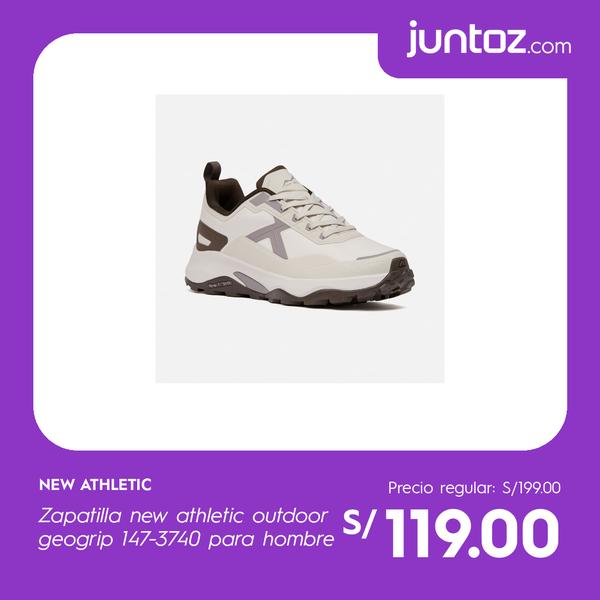 juntoz.com
NEW ATHLETIC
Zapatilla new athletic outdoor
geogrip 147-3740 para hombre
Precio regular: S/199.00
S/119.00